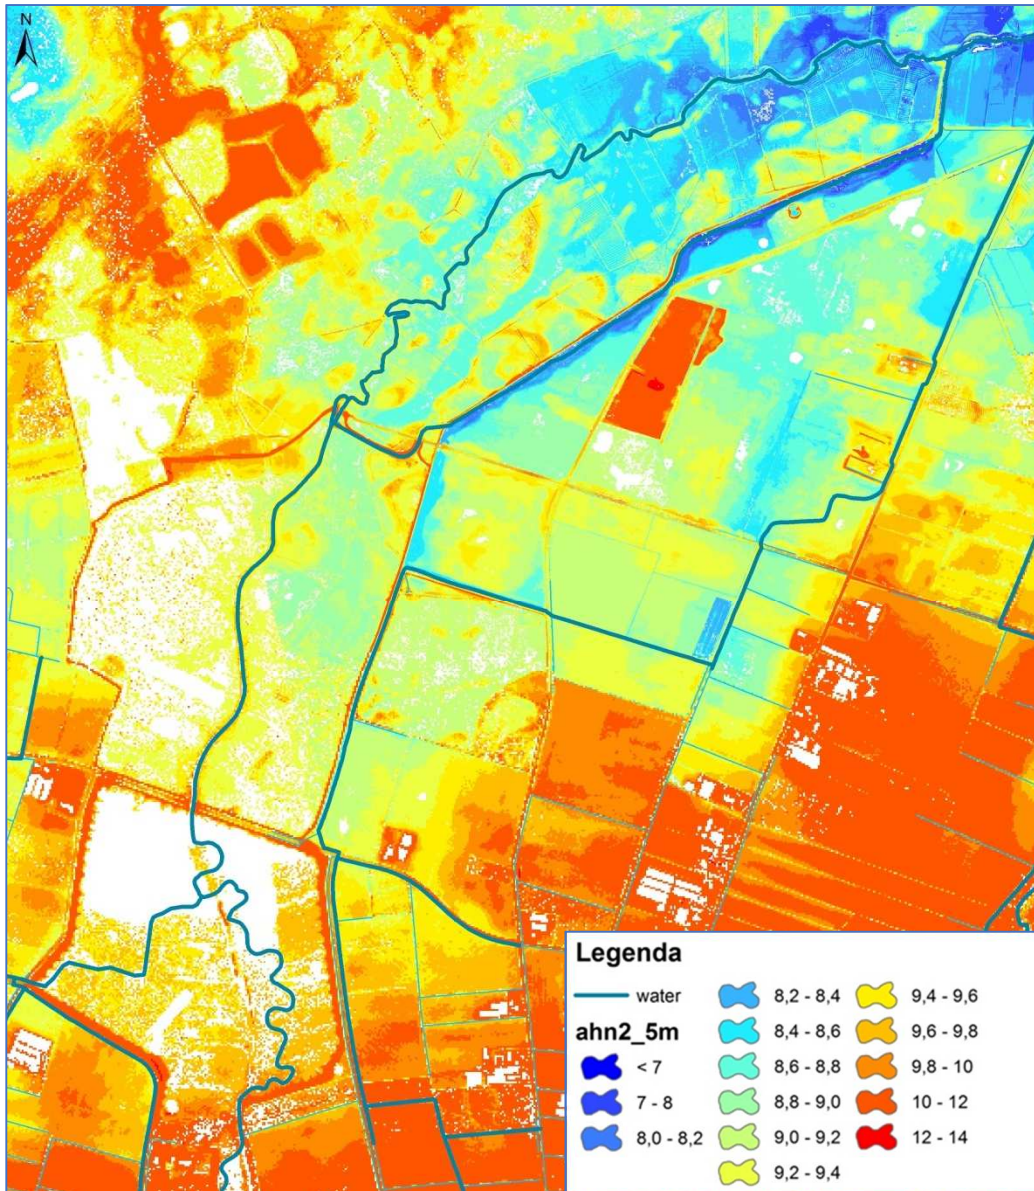 N
Legenda
water
ahn2_5m
< 7
7 - 8
8,0 - 8,2
8,2 - 8,4
8,4 - 8,6
8,6 - 8,8
8,8 - 9,0
9,0 - 9,2
9,2 - 9,4
9,4 - 9,6
9,6 - 9,8
9,8 - 10
10 - 12
12 - 14